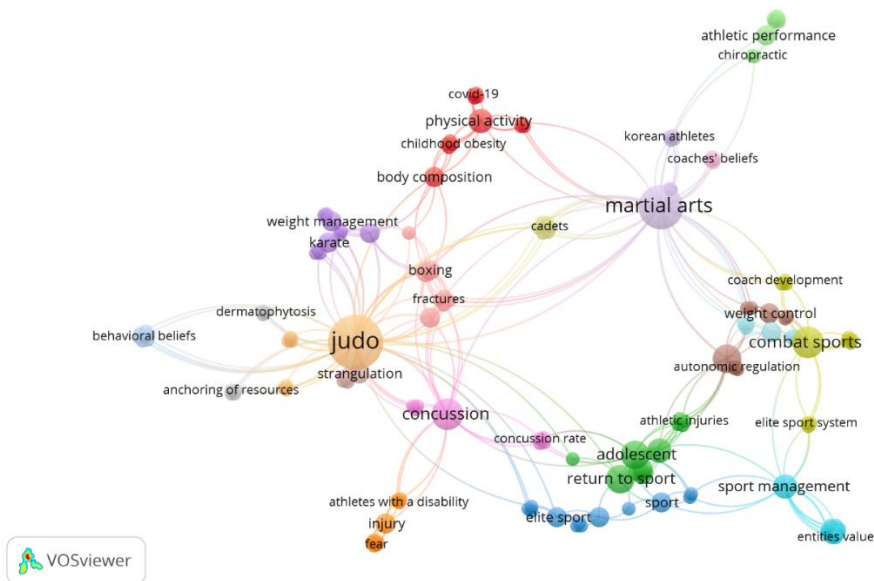 athletic performance
chiropractic
covid-19
physical activity
korean athletes
childhood obesity
coaches' beliefs
body composition
martial arts
weight management
cadets
karate
boxing
coach development
fractures
dermatophytosis
weight control
behavioral beliefs
judo
combat sports
strangulation
autonomic regulation
anchoring of resources
concussion
athletic injuries
elite sport system
concussion rate
adolescent
return to sport
sport management
athletes with a disability
sport
elite sport
injury
entities value
fear
VOSviewer